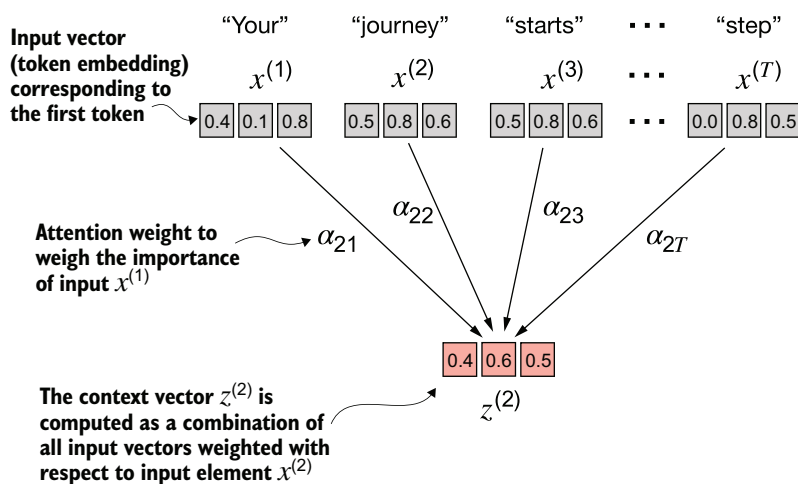 “Your” “journey” “starts” ... “step”
Input vector
(token embedding)
corresponding to
the first token
x(1) x(2) x(3) ... x(T)
0.4 0.1 0.8 0.5 0.8 0.6 0.5 0.8 0.6 ... 0.0 0.8 0.5
α21 α22 α23 α2T
Attention weight to
weigh the importance
of input x(1)
0.4 0.6 0.5
z(2)
The context vector z(2) is
computed as a combination of
all input vectors weighted with
respect to input element x(2)